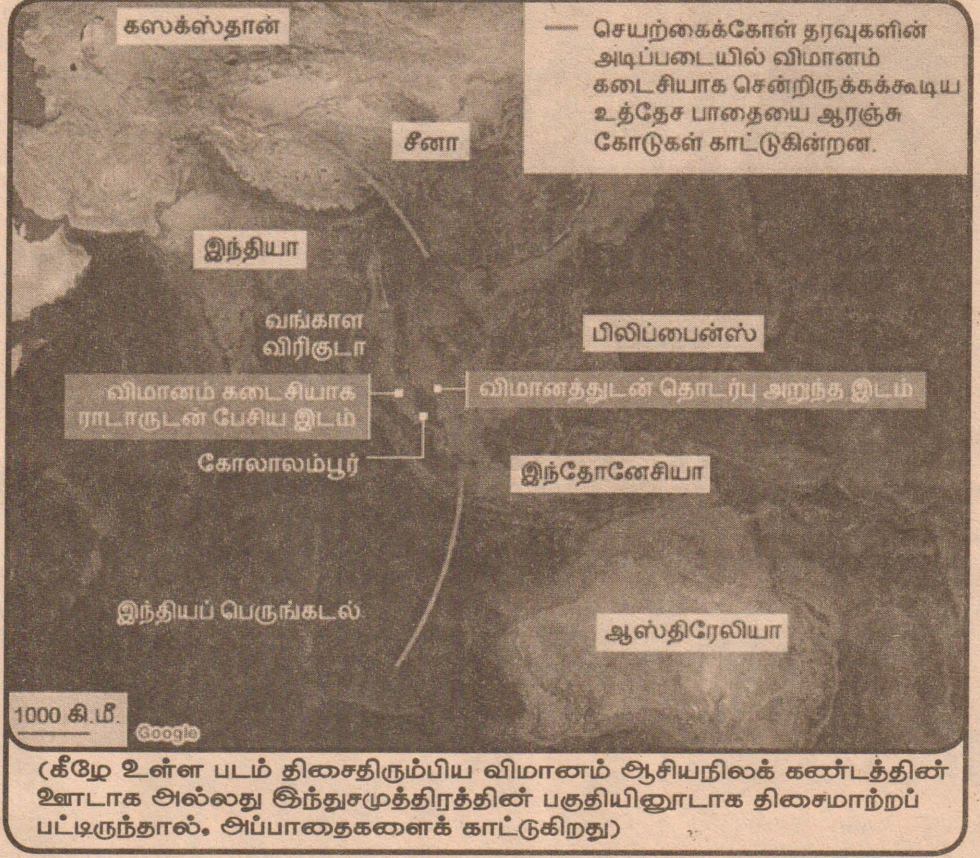 கஸக்ஸ்தான்
செயற்கைக்கோள் தரவுகளின்
அடிப்படையில் விமானம்
கடைசியாக சென்றிருக்கக்கூடிய
உத்தேச பாதையை ஆரஞ்சு
கோடுகள் காட்டுகின்றன.
சீனா
இந்தியா
வங்காள
விரிகுடா
பிலிப்பைன்ஸ்
விமானம் கடைசியாக
ராடாருடன் பேசிய இடம்
விமானத்துடன் தொடர்பு அறுந்த இடம்
கோலாலம்பூர்
இந்தோனேசியா
இந்தியப் பெருங்கடல்
ஆஸ்திரேலியா
1000 கி.மீ.
Google
(கீழே உள்ள படம் திசைதிரும்பிய விமானம் ஆசியநிலக் கண்டத்தின்
ஊடாக அல்லது இந்துசமுத்திரத்தின் பகுதியினூடாக திசைமாற்றப்
பட்டிருந்தால், அப்பாதைகளைக் காட்டுகிறது)